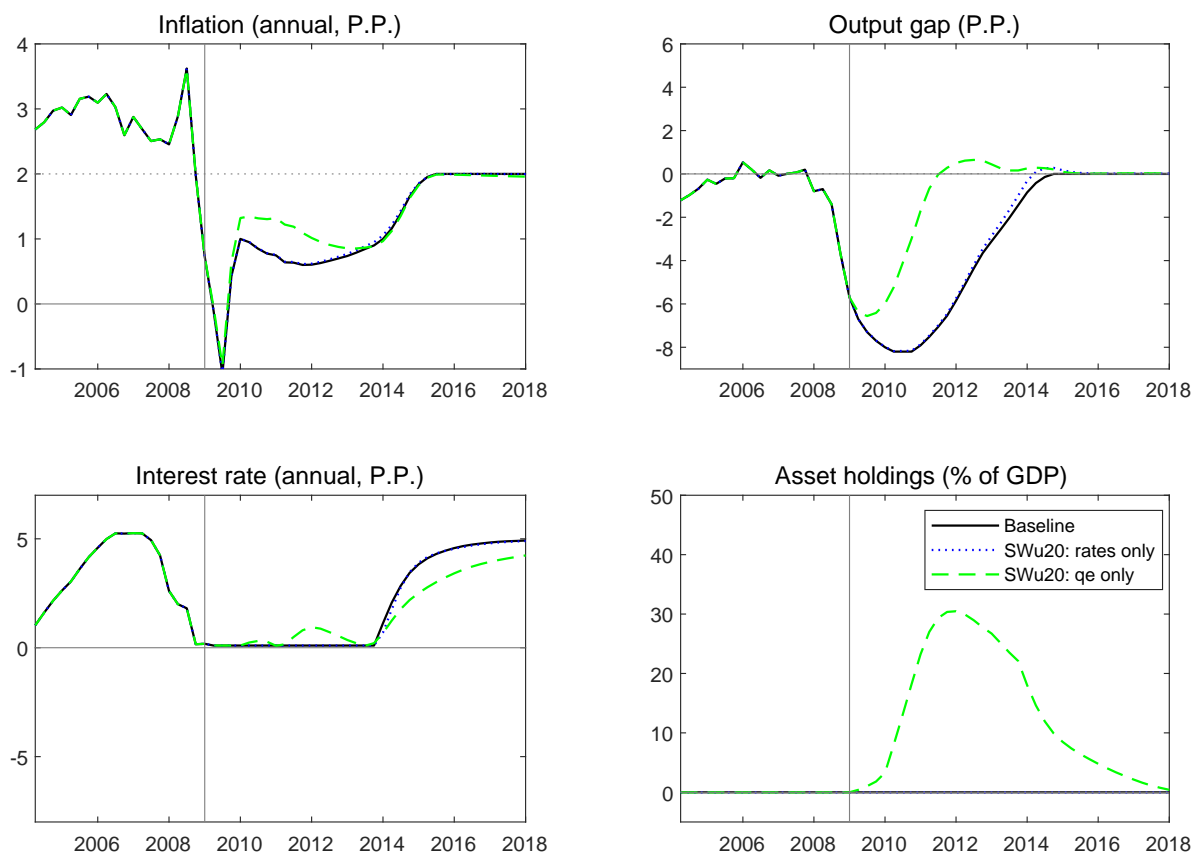 Inflation (annual, P.P.)
4
3
2
1
0
-1
2006 2008 2010 2012 2014 2016 2018
Output gap (P.P.)
6
4
2
0
-2
-4
-6
-8
2006 2008 2010 2012 2014 2016 2018
Interest rate (annual, P.P.)
5
0
-5
2006 2008 2010 2012 2014 2016 2018
Asset holdings (% of GDP)
50
40
30
20
10
0
2006 2008 2010 2012 2014 2016 2018
Baseline
SWu20: rates only
SWu20: qe only